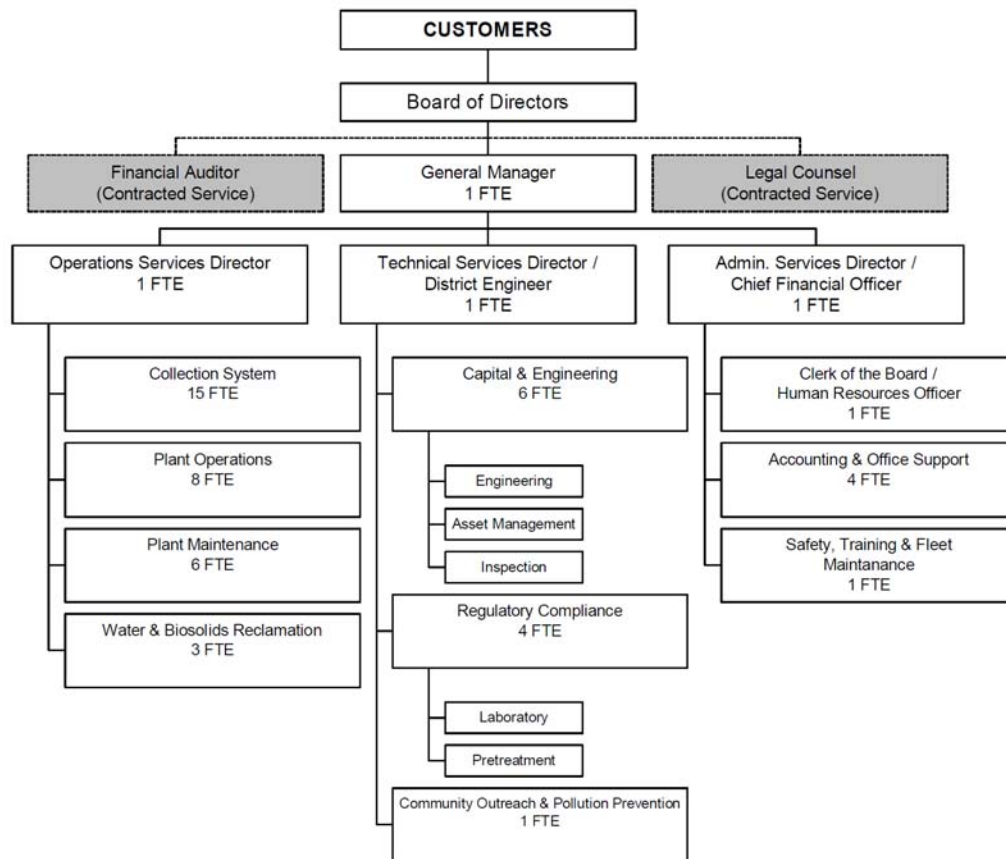 CUSTOMERS
Board of Directors
Financial Auditor
(Contracted Service)
General Manager
1 FTE
Legal Counsel
(Contracted Service)
Operations Services Director
1 FTE
Technical Services Director /
District Engineer
1 FTE
Admin. Services Director /
Chief Financial Officer
1 FTE
Collection System
15 FTE
Plant Operations
8 FTE
Plant Maintenance
6 FTE
Water & Biosolids Reclamation
3 FTE
Capital & Engineering
6 FTE
Engineering
Asset Management
Inspection
Regulatory Compliance
4 FTE
Laboratory
Pretreatment
Community Outreach & Pollution Prevention
1 FTE
Clerk of the Board /
Human Resources Officer
1 FTE
Accounting & Office Support
4 FTE
Safety, Training & Fleet
Maintanance
1 FTE